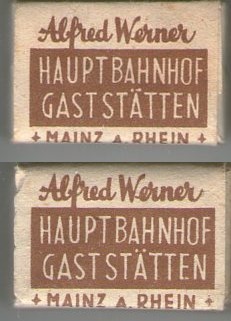 Alfred Werner
HAUPTBAHNHOF
GASTSTÄTTEN
+ MAINZ A. RHEIN +
Alfred Werner
HAUPTBAHNHOF
GASTSTÄTTEN
+ MAINZ A. RHEIN +